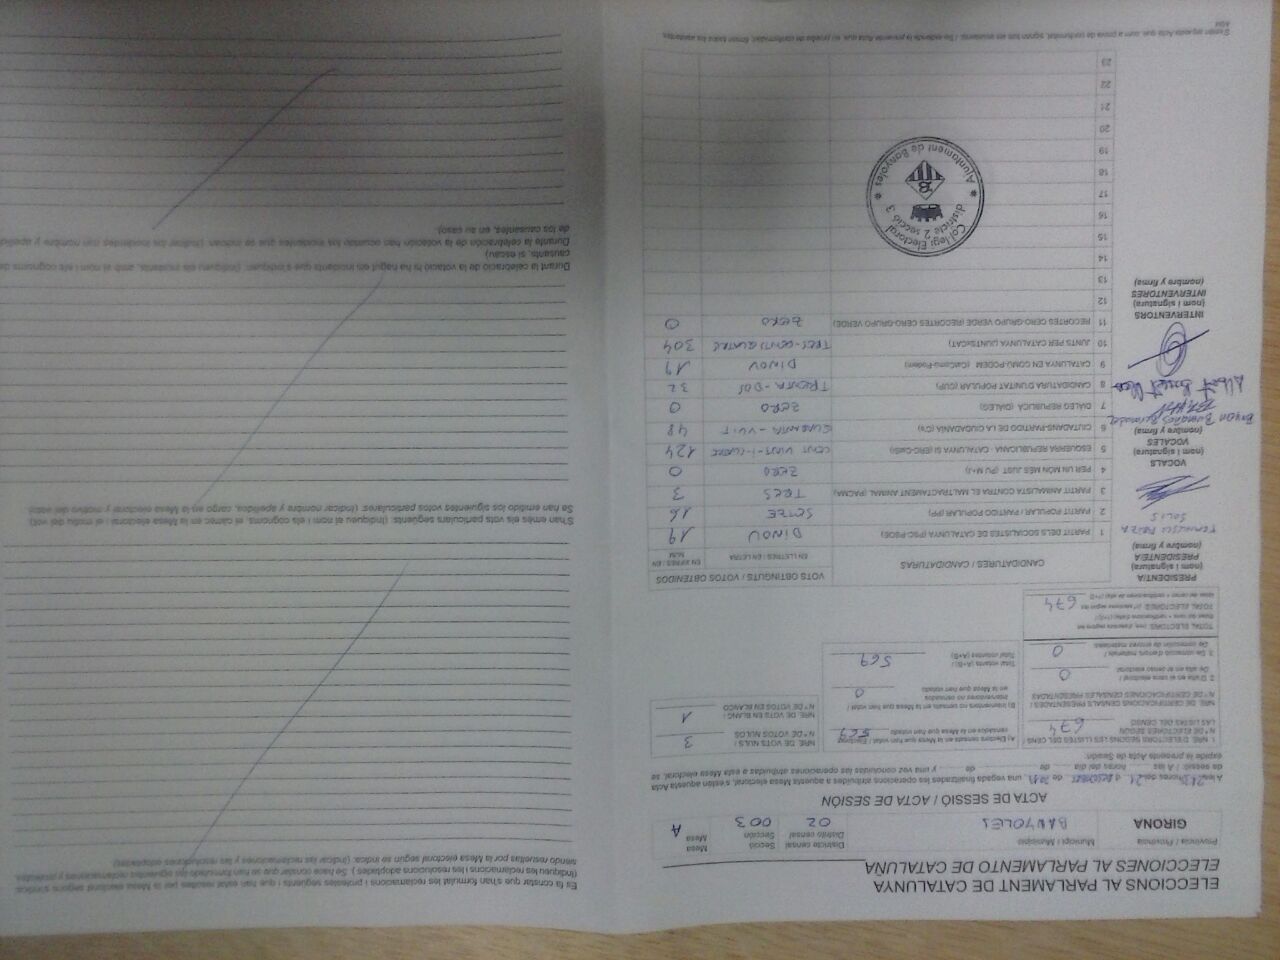 ELECCIONS AL PARLAMENT DE CATALUNYA
ELECCIONES AL PARLAMENTO DE CATALUÑA
Província / Provincia
GIRONA
Municipi / Municipio
BANYOLES
Districte censal
Distrito censal
02
Secció
Sección
003
Mesa
Mesa
A
ACTA DE SESSIÓ / ACTA DE SESIÓN
hores del 21 d DESEMBRE de una vegada finalitzades les operacions atribuïdes a aquesta Mesa electoral, s'estén aquesta Acta
de sessió. / A las horas del día de de y una vez concluidas las operaciones atribuidas a esta Mesa electoral, se
expide la presente Acta de Sesión.
1. NRE. D'ELECTORS SEGONS LES LLISTES DEL CENS /
N.º DE ELECTORES SEGÚN
LAS LISTAS DEL CENSO
674
NRE. DE CERTIFICACIONS CENSALS PRESENTADES /
N.º DE CERTIFICACIONES CENSALES PRESENTADAS
2. D'alta en el cens electoral /
De alta en el censo electoral
0
3. De correcció d'errors materials /
De corrección de errores materiales
0
TOTAL ELECTORS
TOTAL ELECTORES
674
A) Electors censats en la Mesa que han votat / Electores
censados en la Mesa que han votado
569
B) Interventors no censats en la Mesa que han votat /
Interventores no censados
en la Mesa que han votado
0
Total votants (A+B) /
Total votantes (A+B)
569
NRE. DE VOTS NULS /
N.º DE VOTOS NULOS
3
NRE. DE VOTS EN BLANC /
N.º DE VOTOS EN BLANCO
1
CANDIDATURES / CANDIDATURAS
VOTS OBTINGUTS / VOTOS OBTENIDOS
EN LLETRES / EN LETRA
EN XIFRES / EN NÚM.
1 PARTIT DELS SOCIALISTES DE CATALUNYA (PSC-PSOE) DINOU 19
2 PARTIT POPULAR / PARTIDO POPULAR (PP) SETZE 16
3 PARTIT ANIMALISTA CONTRA EL MALTRACTAMENT ANIMAL (PACMA) TRES 3
4 PER UN MÓN MÉS JUST (PUM+J) ZERO 0
5 ESQUERRA REPUBLICANA - CATALUNYA SÍ (ERC-CatSí) CENT VINT-I-QUATRE 124
6 CIUTADANS-PARTIDO DE LA CIUDADANÍA (Cs) QUARANTA-VUIT 48
7 DIÀLEG REPÚBLICA (DIÀLEG) ZERO 0
8 CANDIDATURA D'UNITAT POPULAR (CUP) TRENTA-DOS 32
9 CATALUNYA EN COMÚ-PODEM (CatComú-Podem) DINOU 19
10 JUNTS PER CATALUNYA (JUNTSxCAT) TRES-CENTS QUATRE 304
11 RECORTES CERO-GRUPO VERDE (RECORTES CERO-GRUPO VERDE) ZERO 0
12
13
14
15
16
17
18
19
20
21
22
23
Col·legi Electoral
districte 2 secció 3
Ajuntament de Banyoles
B
PRESIDENT/A
(nom i signatura)
PRESIDENTE/A
(nombre y firma)
SOLIS
VOCALS
(nom i signatura)
VOCALES
(nombre y firma)
Albert
INTERVENTORS
(nom i signatura)
INTERVENTORES
(nombre y firma)
S'estén aquesta Acta que, com a prova de conformitat, signen tots els assistents / Se extiende la presente Acta que, en prueba de conformidad, firman todos los asistentes.
Es fa constar que s'han formulat les reclamacions i protestes següents i que han estat resoltes per la Mesa electoral segons s'indica.
(Indiqueu les reclamacions i les resolucions adoptades) / Se hace constar que se han formulado las siguientes reclamaciones y protestas,
siendo resueltas por la Mesa electoral según se indica. (Indicar las reclamaciones y las resoluciones adoptadas)
S'han emès els vots particulars següents: (Indiqueu el nom i els cognoms, el càrrec en la Mesa electoral i el motiu del vot)
Se han emitido los siguientes votos particulares: (Indicar nombre y apellidos, cargo en la Mesa electoral y motivo del voto)
Durant la celebració de la votació hi ha hagut els incidents que s'indiquen: (Indiqueu els incidents, amb el nom i els cognoms dels
causants, si escau)
Durante la celebración de la votación han ocurrido los incidentes que se indican: (Indicar los incidentes con nombre y apellidos
de los causantes, en su caso).